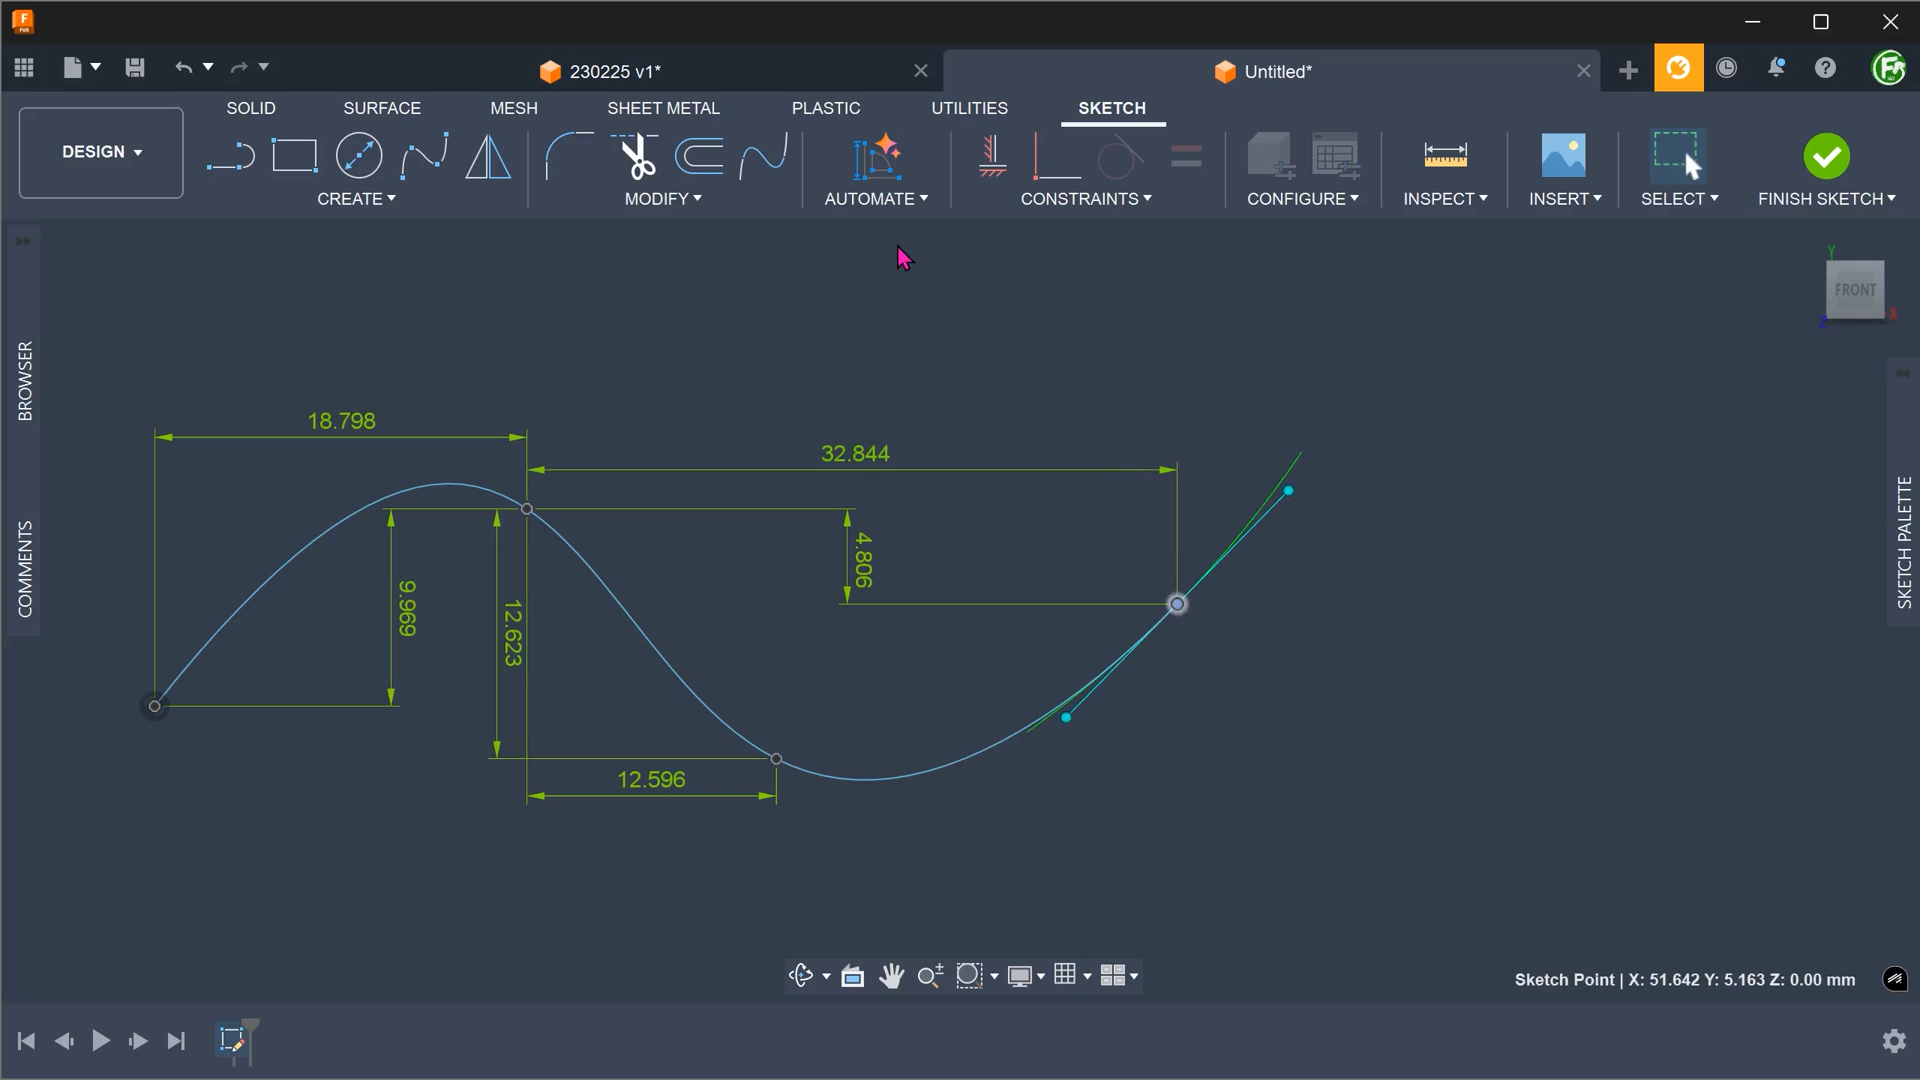 230225 v1*
Untitled*
DESIGN
SOLID
SURFACE
MESH
SHEET METAL
PLASTIC
UTILITIES
SKETCH
CREATE
MODIFY
AUTOMATE
CONSTRAINTS
CONFIGURE
INSPECT
INSERT
SELECT
FINISH SKETCH
BROWSER
COMMENTS
Y
FRONT
X
Z
SKETCH PALETTE
18.798
32.844
4.806
9.969
12.623
12.596
Sketch Point | X: 51.642 Y: 5.163 Z: 0.00 mm